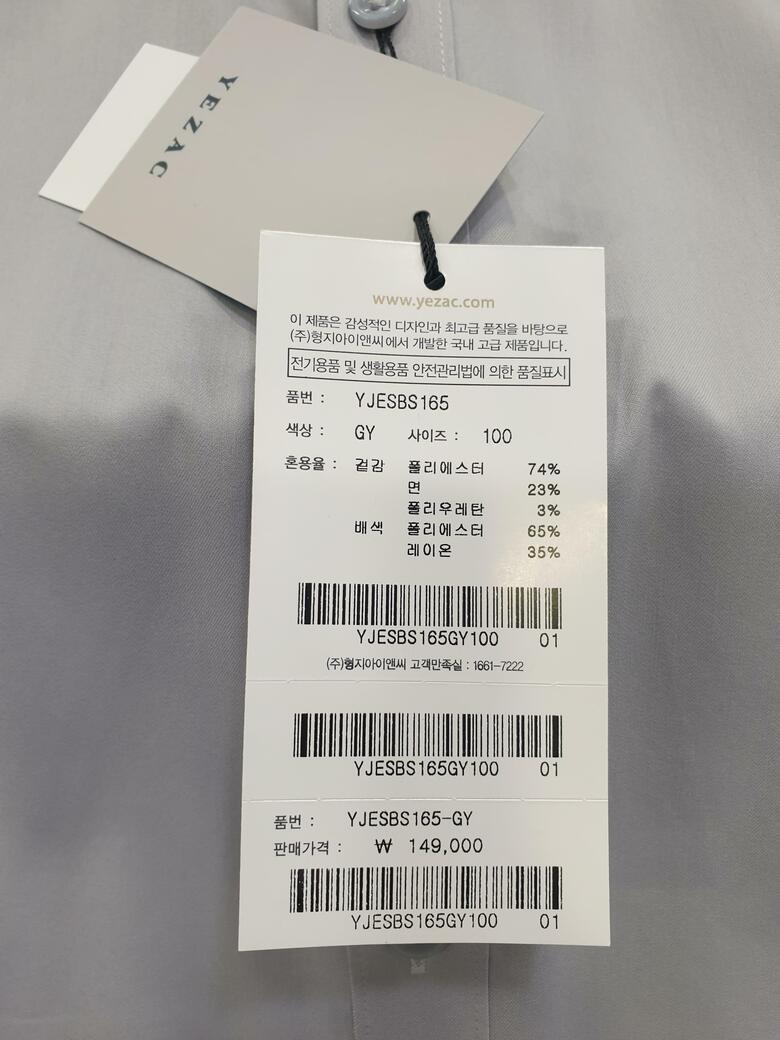 YEZAC
www.yezac.com
이 제품은 감성적인 디자인과 최고급 품질을 바탕으로
(주)형지아이앤씨에서 개발한 국내 고급 제품입니다.
전기용품 및 생활용품 안전관리법에 의한 품질표시
품번 : YJESBS165
색상 : GY 사이즈 : 100
혼용율 : 겉감 폴리에스터 74%
면 23%
폴리우레탄 3%
배색 폴리에스터 65%
레이온 35%
YJESBS165GY100 01
(주)형지아이앤씨 고객만족실 : 1661-7222
YJESBS165GY100 01
품번 : YJESBS165-GY
판매가격 : ₩ 149,000
YJESBS165GY100 01